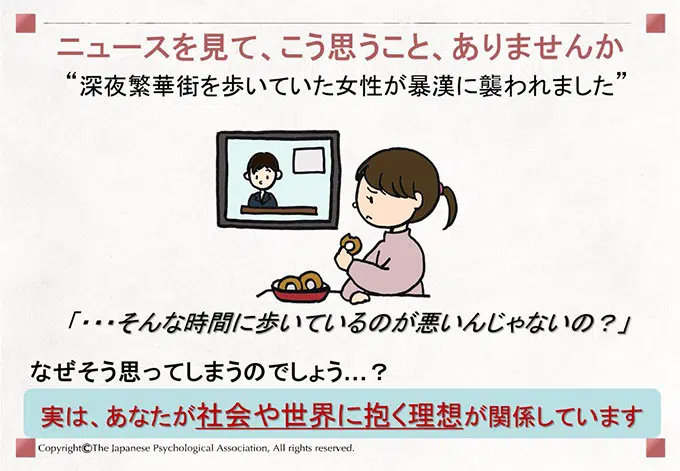 ニュースを見て、こう思うこと、ありませんか
“深夜繁華街を歩いていた女性が暴漢に襲われました”
「・・・そんな時間に歩いているのが悪いんじゃないの？」
なぜそう思ってしまうのでしょう…？
実は、あなたが社会や世界に抱く理想が関係しています
Copyright©The Japanese Psychological Association, All rights reserved.